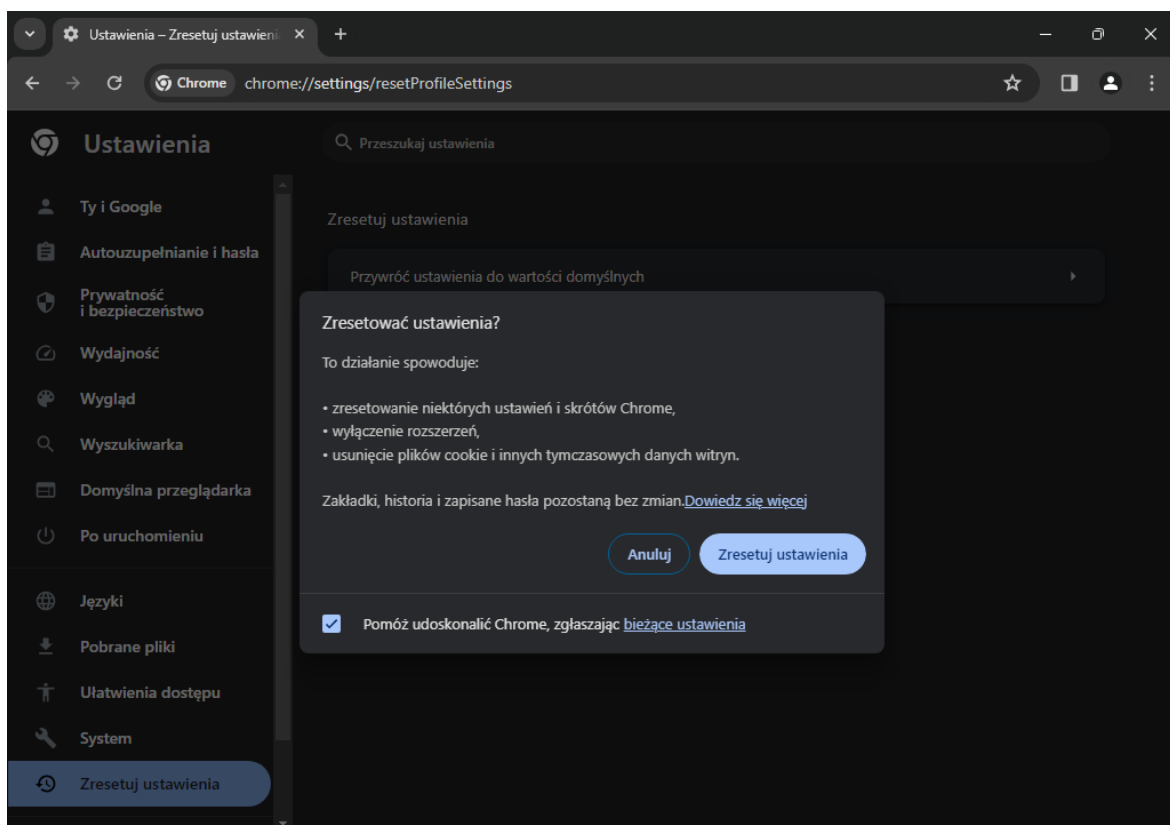 Ustawienia – Zresetuj ustawieni
Chrome chrome://settings/resetProfileSettings
Ustawienia
Przeszukaj ustawienia
Ty i Google
Autouzupełnianie i hasła
Prywatność
i bezpieczeństwo
Wydajność
Wygląd
Wyszukiwarka
Domyślna przeglądarka
Po uruchomieniu
Języki
Pobrane pliki
Ułatwienia dostępu
System
Zresetuj ustawienia
Zresetuj ustawienia
Przywróć ustawienia do wartości domyślnych
Zresetować ustawienia?
To działanie spowoduje:
• zresetowanie niektórych ustawień i skrótów Chrome,
• wyłączenie rozszerzeń,
• usunięcie plików cookie i innych tymczasowych danych witryn.
Zakładki, historia i zapisane hasła pozostaną bez zmian.Dowiedz się więcej
Anuluj Zresetuj ustawienia
Pomóż udoskonalić Chrome, zgłaszając bieżące ustawienia